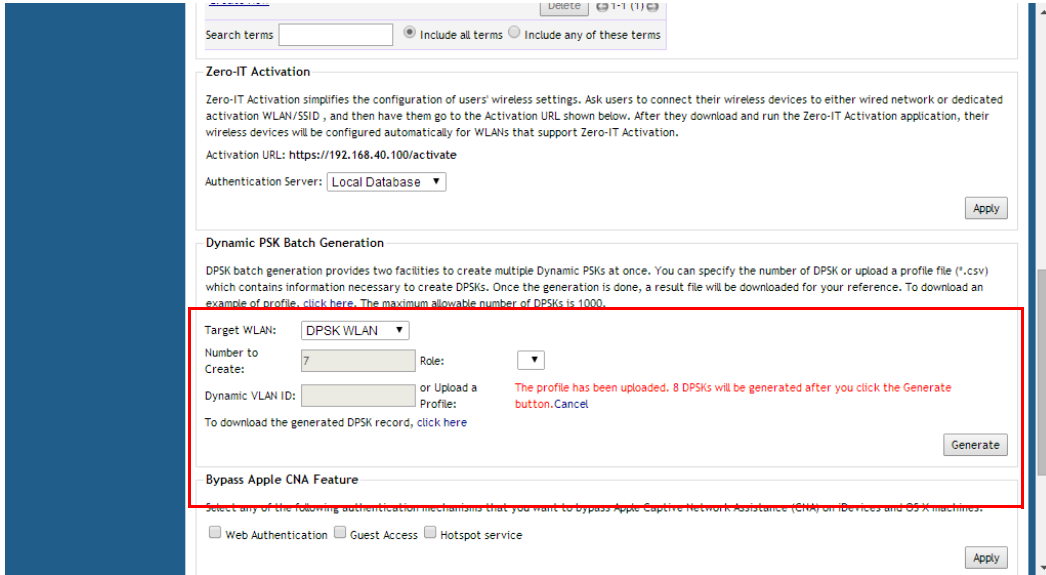 Create New
Delete 1-1 (1)
Search terms Include all terms Include any of these terms
Zero-IT Activation
Zero-IT Activation simplifies the configuration of users' wireless settings. Ask users to connect their wireless devices to either wired network or dedicated
activation WLAN/SSID , and then have them go to the Activation URL shown below. After they download and run the Zero-IT Activation application, their
wireless devices will be configured automatically for WLANs that support Zero-IT Activation.
Activation URL: https://192.168.40.100/activate
Authentication Server: Local Database
Apply
Dynamic PSK Batch Generation
DPSK batch generation provides two facilities to create multiple Dynamic PSKs at once. You can specify the number of DPSK or upload a profile file (*.csv)
which contains information necessary to create DPSKs. Once the generation is done, a result file will be downloaded for your reference. To download an
example of profile, click here. The maximum allowable number of DPSKs is 1000.
Target WLAN: DPSK WLAN
Number to
Create: 7 Role:
Dynamic VLAN ID: or Upload a
Profile: The profile has been uploaded. 8 DPSKs will be generated after you click the Generate
button.Cancel
To download the generated DPSK record, click here
Generate
Bypass Apple CNA Feature
Select any of the following authentication mechanisms that you want to bypass Apple Captive Network Assistance (CNA) on iDevices and OS X machines.
Web Authentication Guest Access Hotspot service
Apply